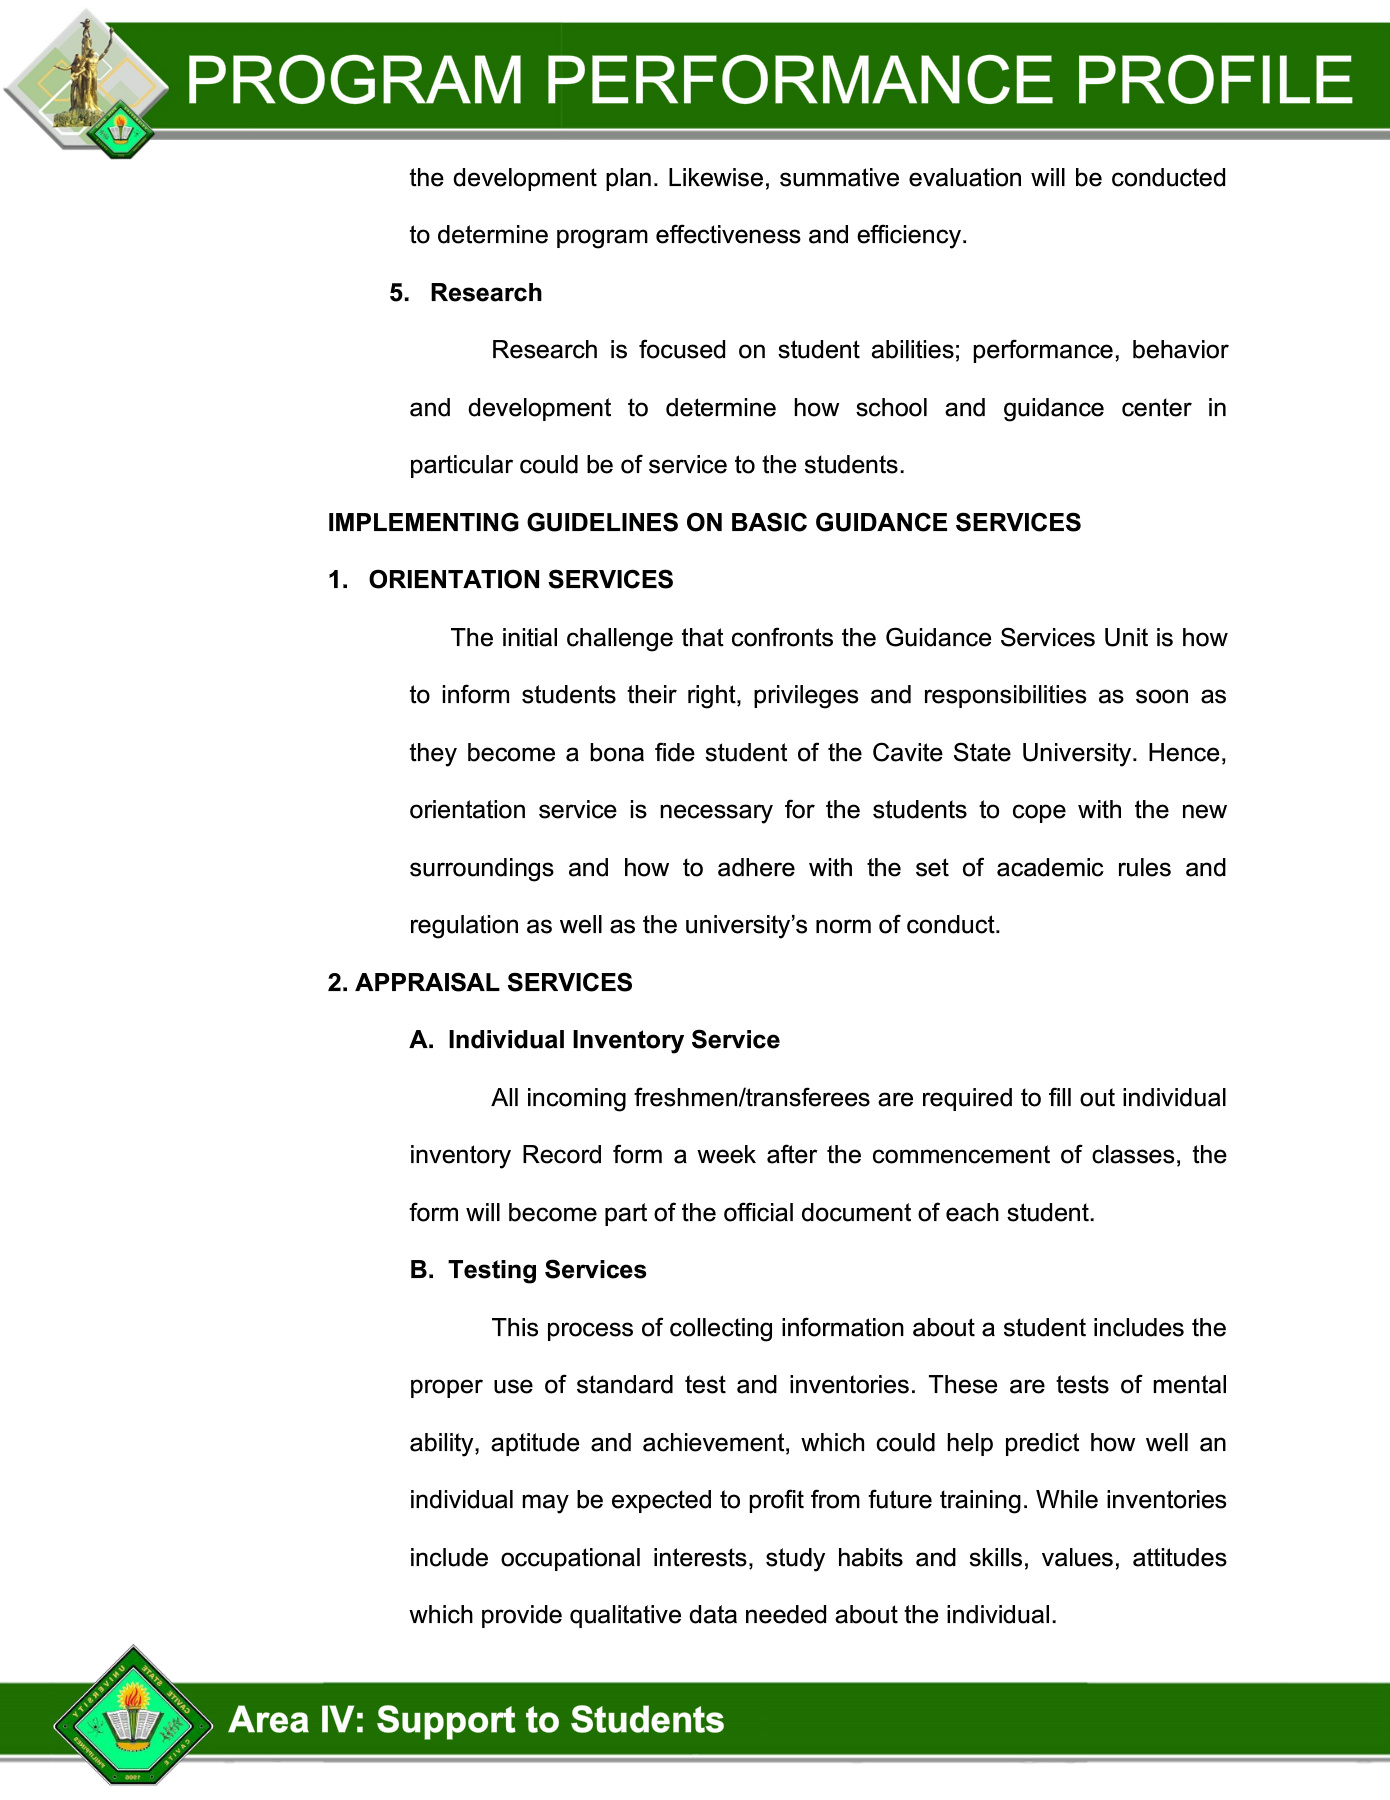 PROGRAM PERFORMANCE PROFILE
the development plan. Likewise, summative evaluation will be conducted
to determine program effectiveness and efficiency.
5. Research
Research is focused on student abilities; performance, behavior
and development to determine how school and guidance center in
particular could be of service to the students.
IMPLEMENTING GUIDELINES ON BASIC GUIDANCE SERVICES
1. ORIENTATION SERVICES
The initial challenge that confronts the Guidance Services Unit is how
to inform students their right, privileges and responsibilities as soon as
they become a bona fide student of the Cavite State University. Hence,
orientation service is necessary for the students to cope with the new
surroundings and how to adhere with the set of academic rules and
regulation as well as the university’s norm of conduct.
2. APPRAISAL SERVICES
A. Individual Inventory Service
All incoming freshmen/transferees are required to fill out individual
inventory Record form a week after the commencement of classes, the
form will become part of the official document of each student.
B. Testing Services
This process of collecting information about a student includes the
proper use of standard test and inventories. These are tests of mental
ability, aptitude and achievement, which could help predict how well an
individual may be expected to profit from future training. While inventories
include occupational interests, study habits and skills, values, attitudes
which provide qualitative data needed about the individual.
CAVITE STATE UNIVERSITY
CAVITE
PHILIPPINES
Area IV: Support to Students